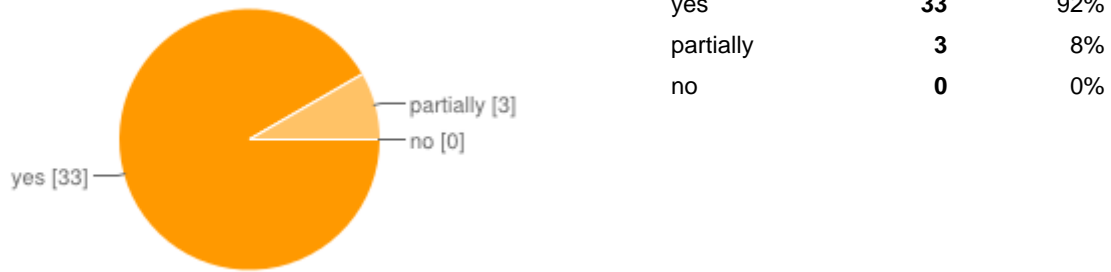 partially [3]
no [0]
yes [33]
yes 33 92%
partially 3 8%
no 0 0%